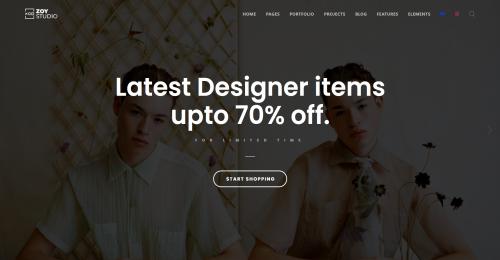 ZOY
STUDIO
HOME PAGES PORTFOLIO PROJECTS BLOG FEATURES ELEMENTS
Latest Designer items
upto 70% off.
FOR LIMITED TIME
START SHOPPING